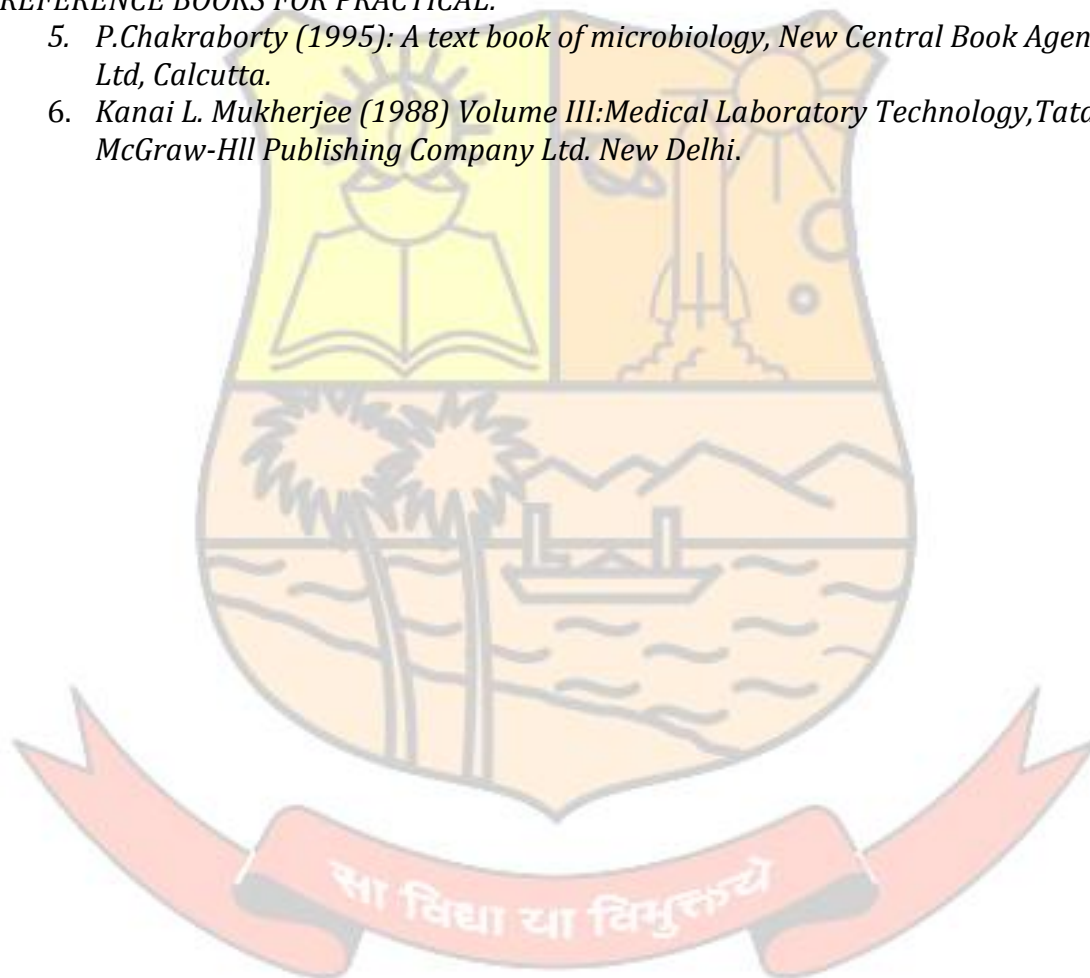 REFERENCE BOOKS FOR PRACTICAL:
5. P.Chakraborty (1995): A text book of microbiology, New Central Book Agen
Ltd, Calcutta.
6. Kanai L. Mukherjee (1988) Volume III:Medical Laboratory Technology,Tata
McGraw-Hll Publishing Company Ltd. New Delhi.
सा विद्या या विमुक्तये